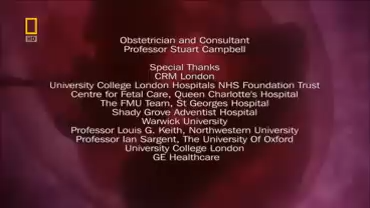 HD
Obstetrician and Consultant
Professor Stuart Campbell
Special Thanks
CRM London
University College London Hospitals NHS Foundation Trust
Centre for Fetal Care, Queen Charlotte's Hospital
The FMU Team, St Georges Hospital
Shady Grove Adventist Hospital
Warwick University
Professor Louis G. Keith, Northwestern University
Professor Ian Sargent, The University Of Oxford
University College London
GE Healthcare